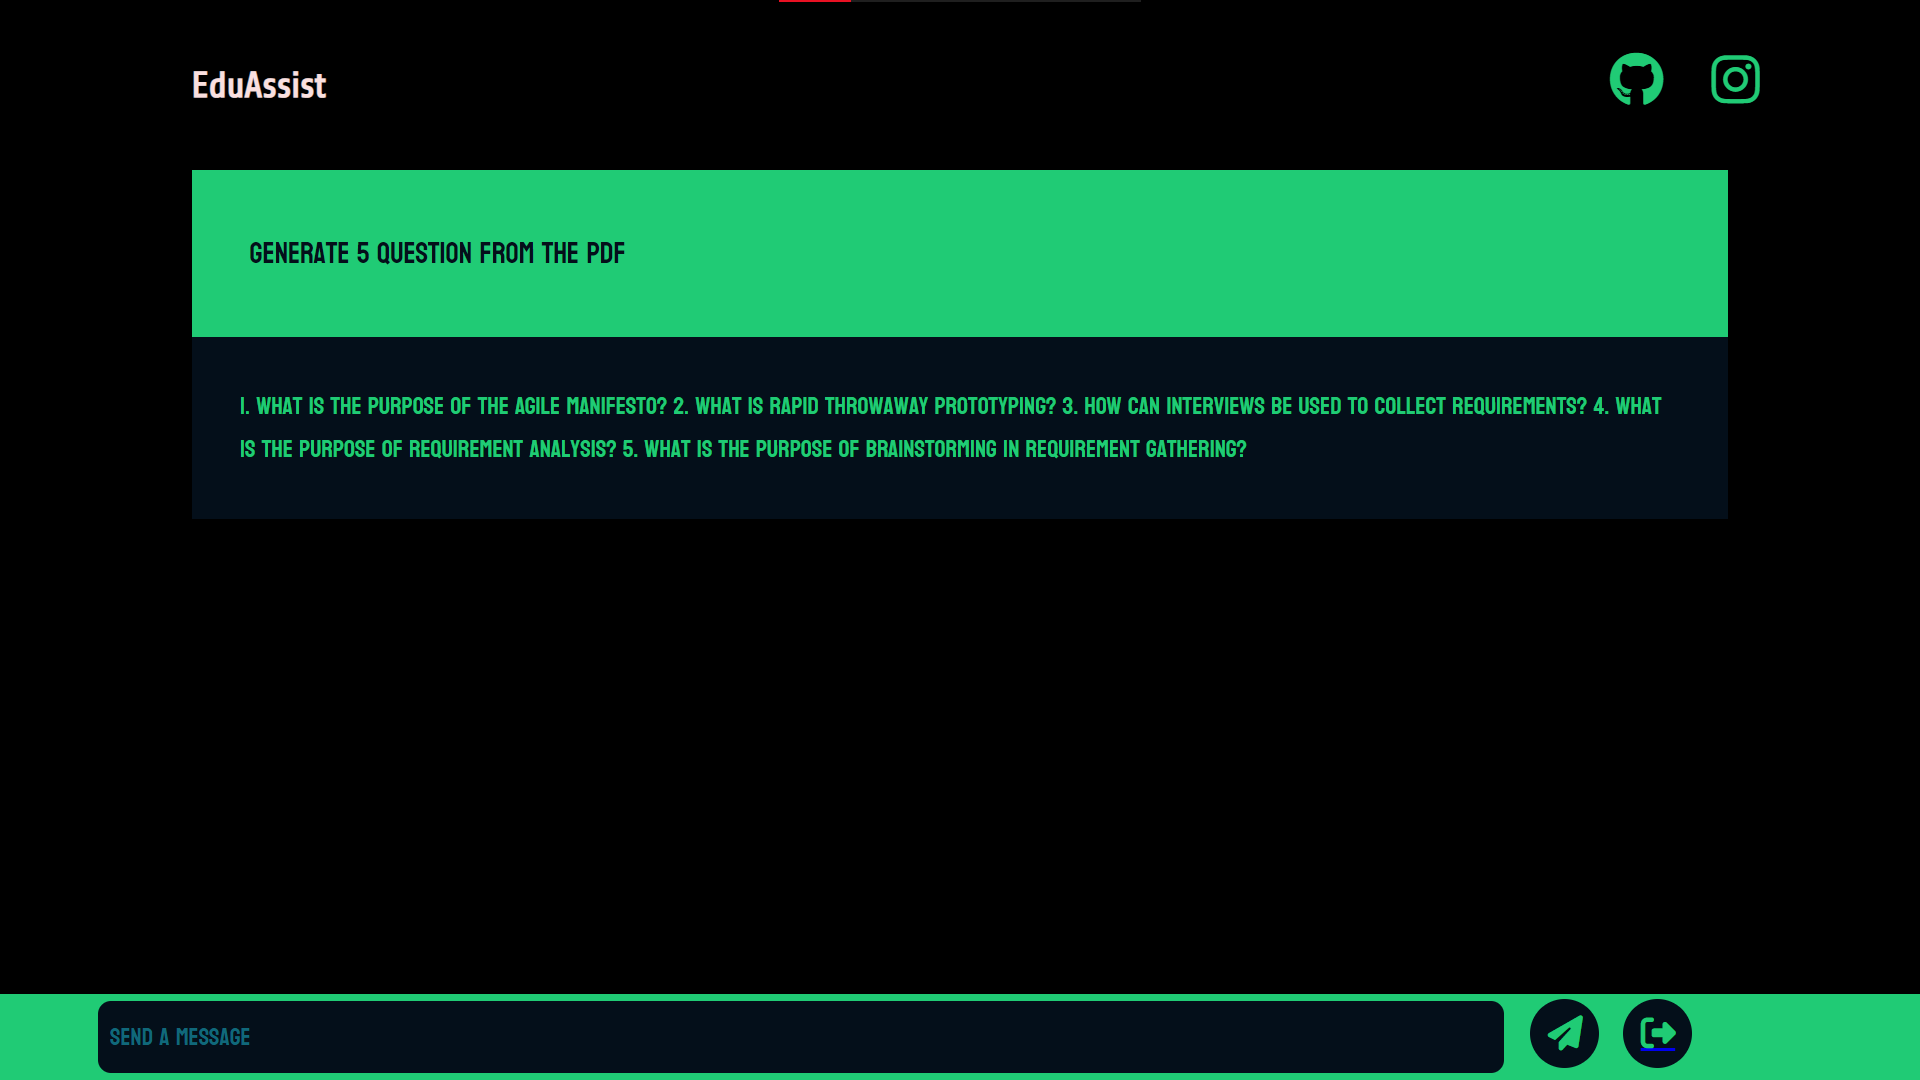 EduAssist
GENERATE 5 QUESTION FROM THE PDF
1. WHAT IS THE PURPOSE OF THE AGILE MANIFESTO? 2. WHAT IS RAPID THROWAWAY PROTOTYPING? 3. HOW CAN INTERVIEWS BE USED TO COLLECT REQUIREMENTS? 4. WHAT
IS THE PURPOSE OF REQUIREMENT ANALYSIS? 5. WHAT IS THE PURPOSE OF BRAINSTORMING IN REQUIREMENT GATHERING?
SEND A MESSAGE